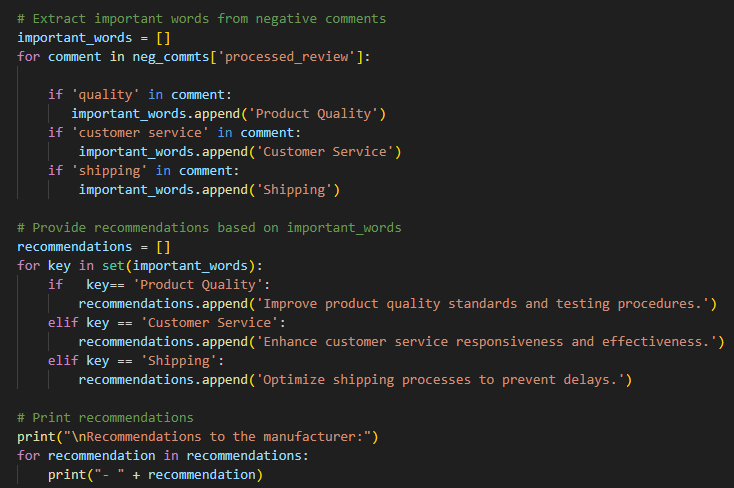 # Extract important words from negative comments
important_words = []
for comment in neg_commts['processed_review']:
    if 'quality' in comment:
       important_words.append('Product Quality')
    if 'customer service' in comment:
        important_words.append('Customer Service')
    if 'shipping' in comment:
        important_words.append('Shipping')
# Provide recommendations based on important_words
recommendations = []
for key in set(important_words):
    if   key== 'Product Quality':
        recommendations.append('Improve product quality standards and testing procedures.')
    elif key == 'Customer Service':
        recommendations.append('Enhance customer service responsiveness and effectiveness.')
    elif key == 'Shipping':
        recommendations.append('Optimize shipping processes to prevent delays.')
# Print recommendations
print("\nRecommendations to the manufacturer:")
for recommendation in recommendations:
    print("- " + recommendation)